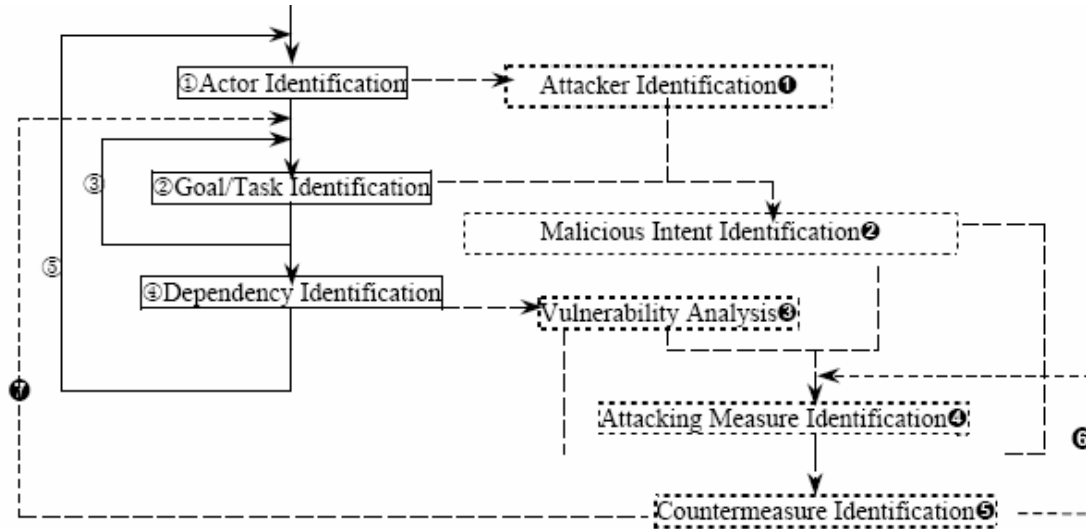 ①Actor Identification
Attacker Identification❶
③
②Goal/Task Identification
Malicious Intent Identification❷
⑤
④Dependency Identification
Vulnerability Analysis❸
❼
Attacking Measure Identification❹
❻
Countermeasure Identification❺